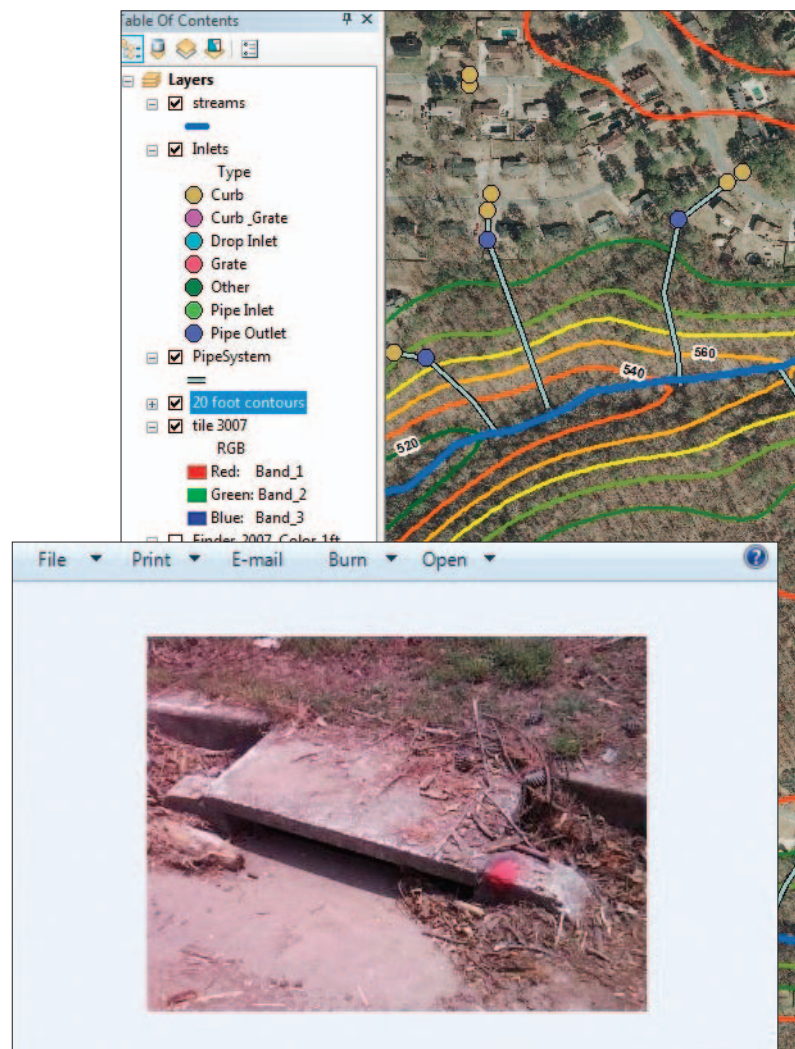 Table Of Contents
Layers
streams
Inlets
Type
Curb
Curb _Grate
Drop Inlet
Grate
Other
Pipe Inlet
Pipe Outlet
PipeSystem
20 foot contours
tile 3007
RGB
Red: Band_1
Green: Band_2
Blue: Band_3
Finder_2007_Color_1ft
560
540
520
File Print E-mail Burn Open